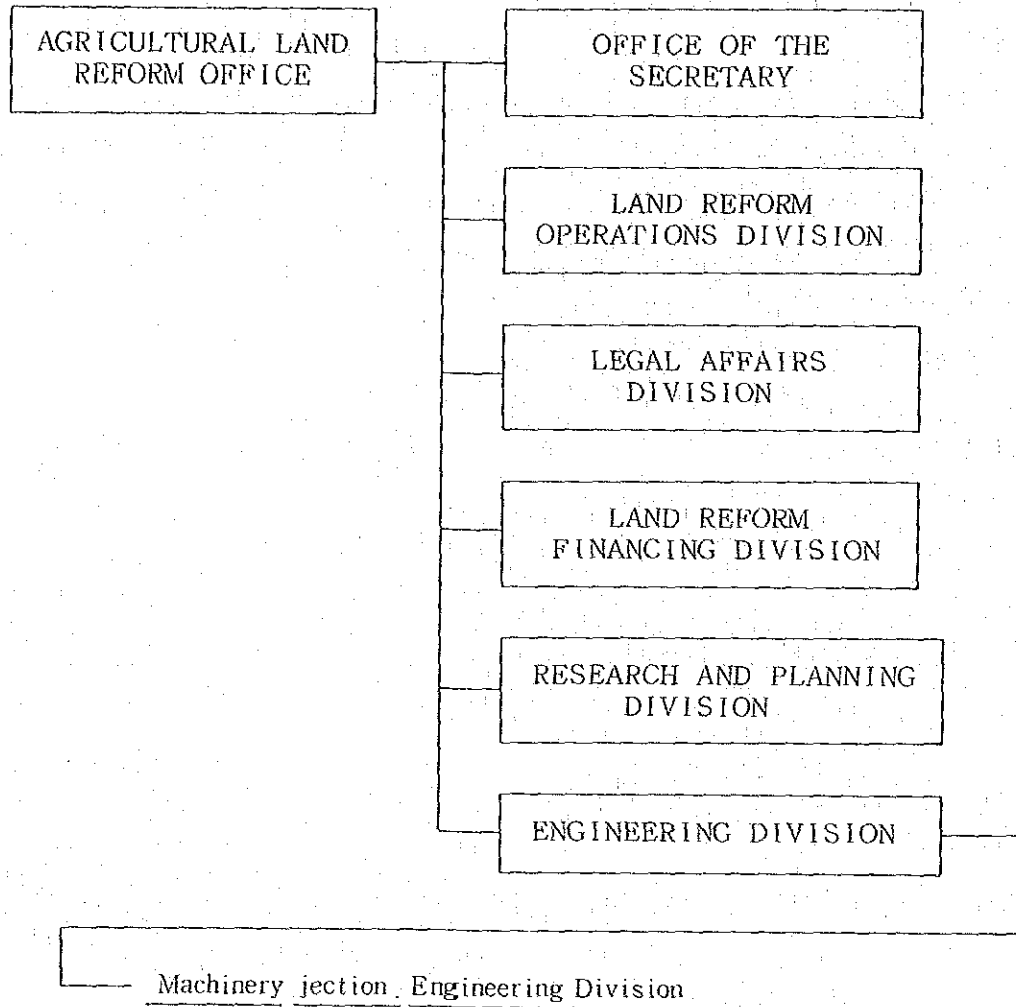 AGRICULTURAL LAND
REFORM OFFICE
OFFICE OF THE
SECRETARY
LAND REFORM
OPERATIONS DIVISION
LEGAL AFFAIRS
DIVISION
LAND REFORM
FINANCING DIVISION
RESEARCH AND PLANNING
DIVISION
ENGINEERING DIVISION
Machinery jection Engineering Division